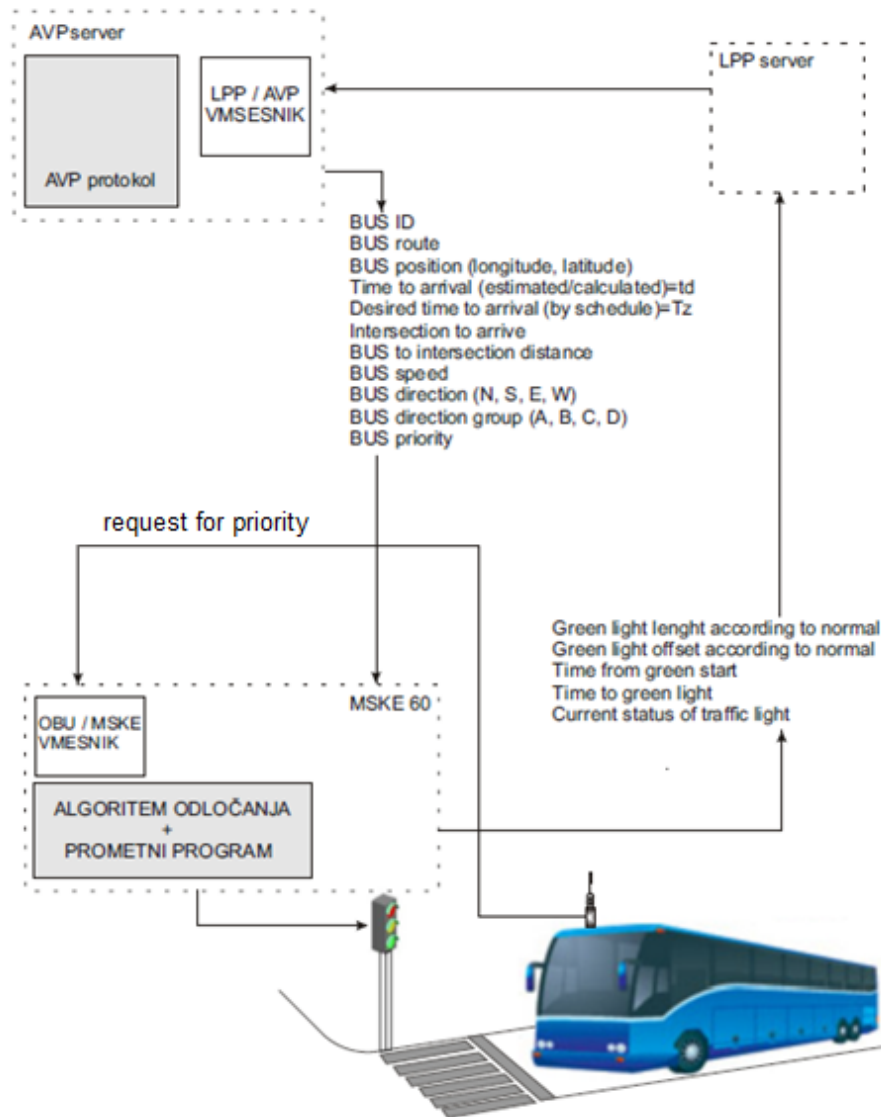 AVPserver
LPP / AVP
VMSESNIK
AVP protokol
LPP server
BUS ID
BUS route
BUS position (longitude, latitude)
Time to arrival (estimated/calculated)=td
Desired time to arrival (by schedule)=Tz
Intersection to arrive
BUS to intersection distance
BUS speed
BUS direction (N, S, E, W)
BUS direction group (A, B, C, D)
BUS priority
request for priority
Green light lenght according to normal
Green light offset according to normal
Time from green start
Time to green light
Current status of traffic light
MSKE 60
OBU / MSKE
VMESNIK
ALGORITEM ODLOČANJA
+
PROMETNI PROGRAM